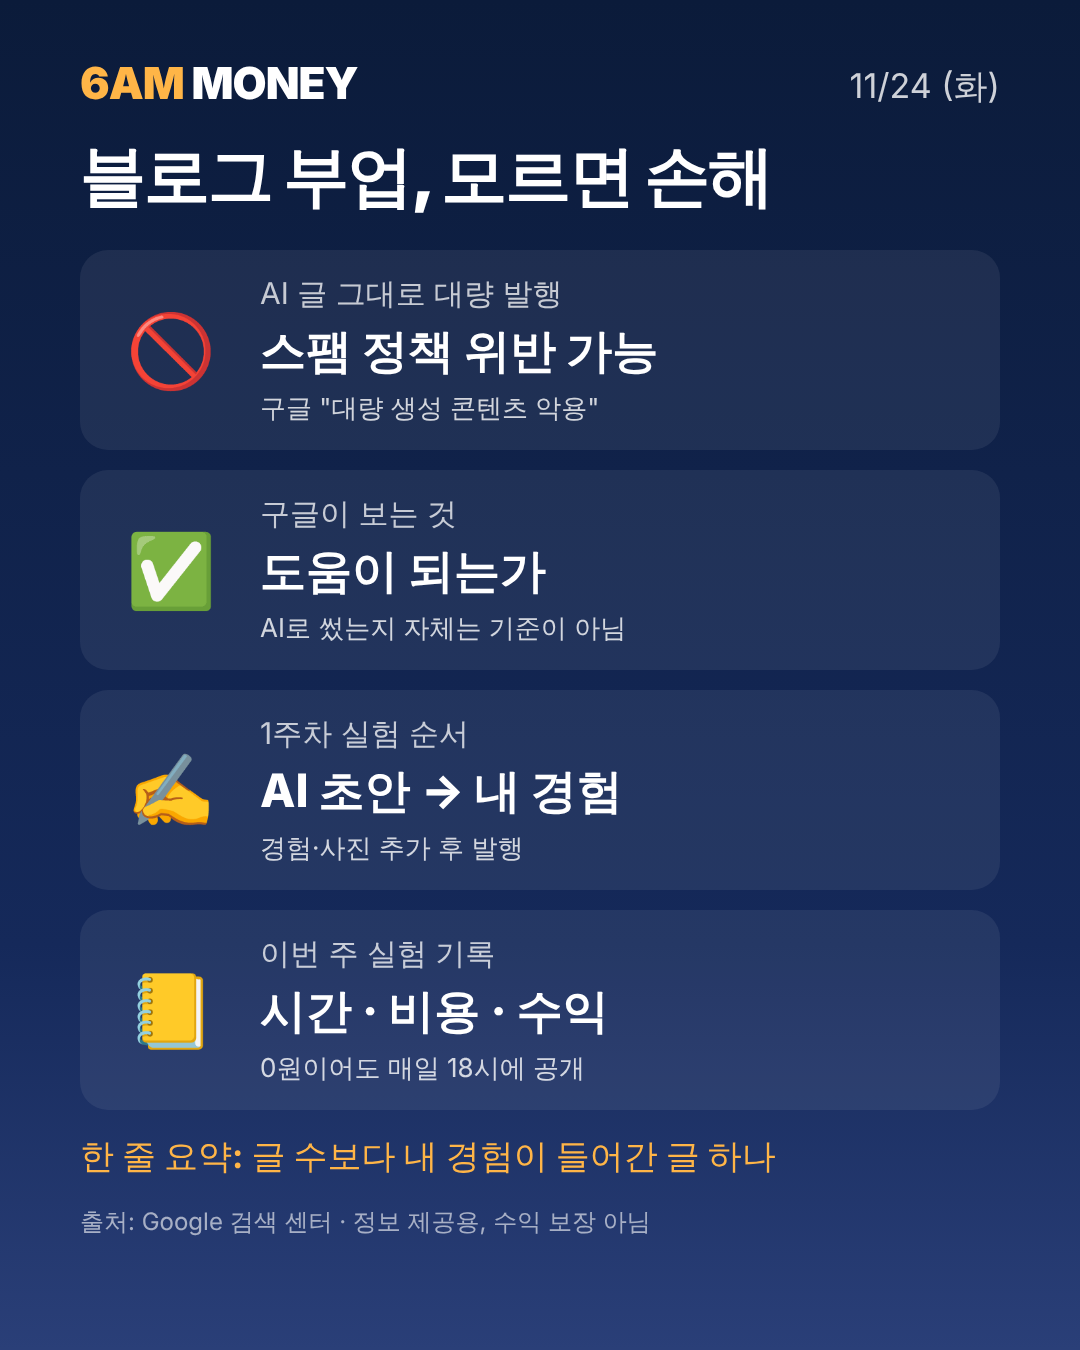 6AM MONEY
11/24 (화)
블로그 부업, 모르면 손해
AI 글 그대로 대량 발행
스팸 정책 위반 가능
구글 "대량 생성 콘텐츠 악용"
구글이 보는 것
도움이 되는가
AI로 썼는지 자체는 기준이 아님
1주차 실험 순서
AI 초안 → 내 경험
경험·사진 추가 후 발행
이번 주 실험 기록
시간 · 비용 · 수익
0원이어도 매일 18시에 공개
한 줄 요약: 글 수보다 내 경험이 들어간 글 하나
출처: Google 검색 센터 · 정보 제공용, 수익 보장 아님